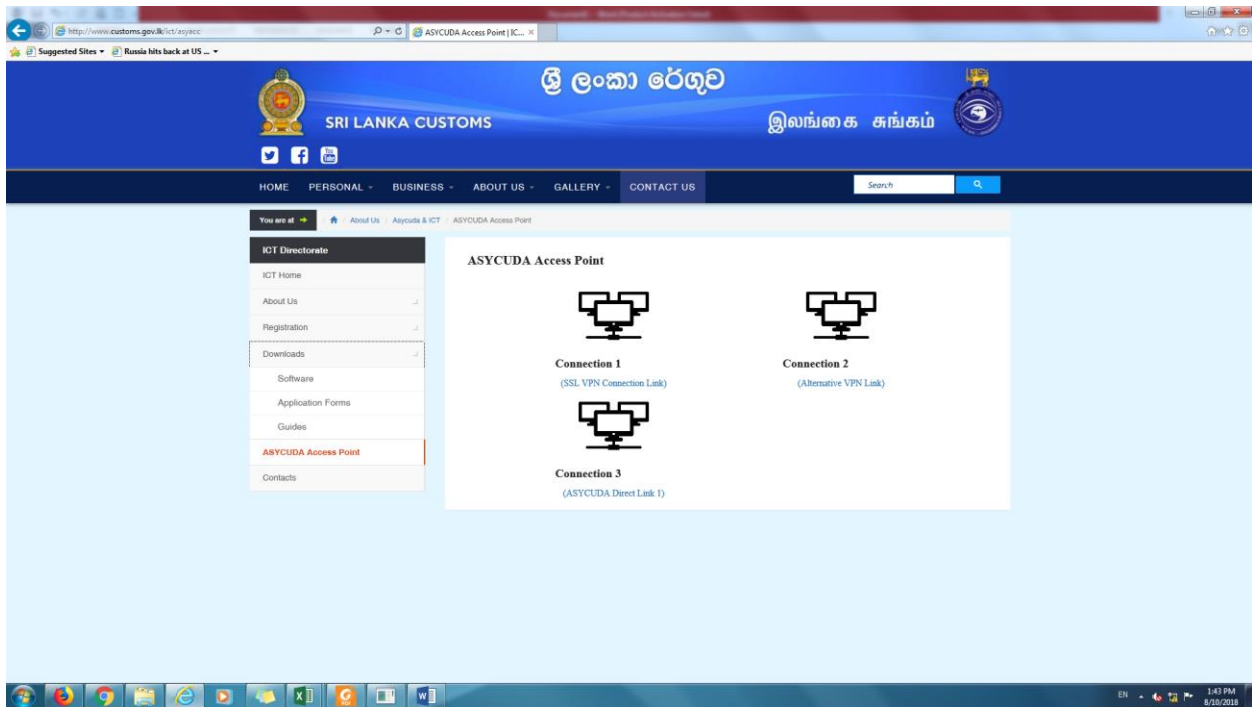 http://www.customs.gov.lk/ict/asyacc
ASYCUDA Access Point | IC...
Suggested Sites
Russia hits back at US ...
ශ්‍රී ලංකා රේගුව
SRI LANKA CUSTOMS
இலங்கை சுங்கம்
You Tube
HOME PERSONAL BUSINESS ABOUT US GALLERY CONTACT US
Search
You are at
About Us / Asycuda & ICT / ASYCUDA Access Point
ICT Directorate
ICT Home
About Us
Registration
Downloads
Software
Application Forms
Guides
ASYCUDA Access Point
Contacts
ASYCUDA Access Point
Connection 1
(SSL VPN Connection Link)
Connection 2
(Alternative VPN Link)
Connection 3
(ASYCUDA Direct Link 1)
EN
1:43 PM
8/10/2018